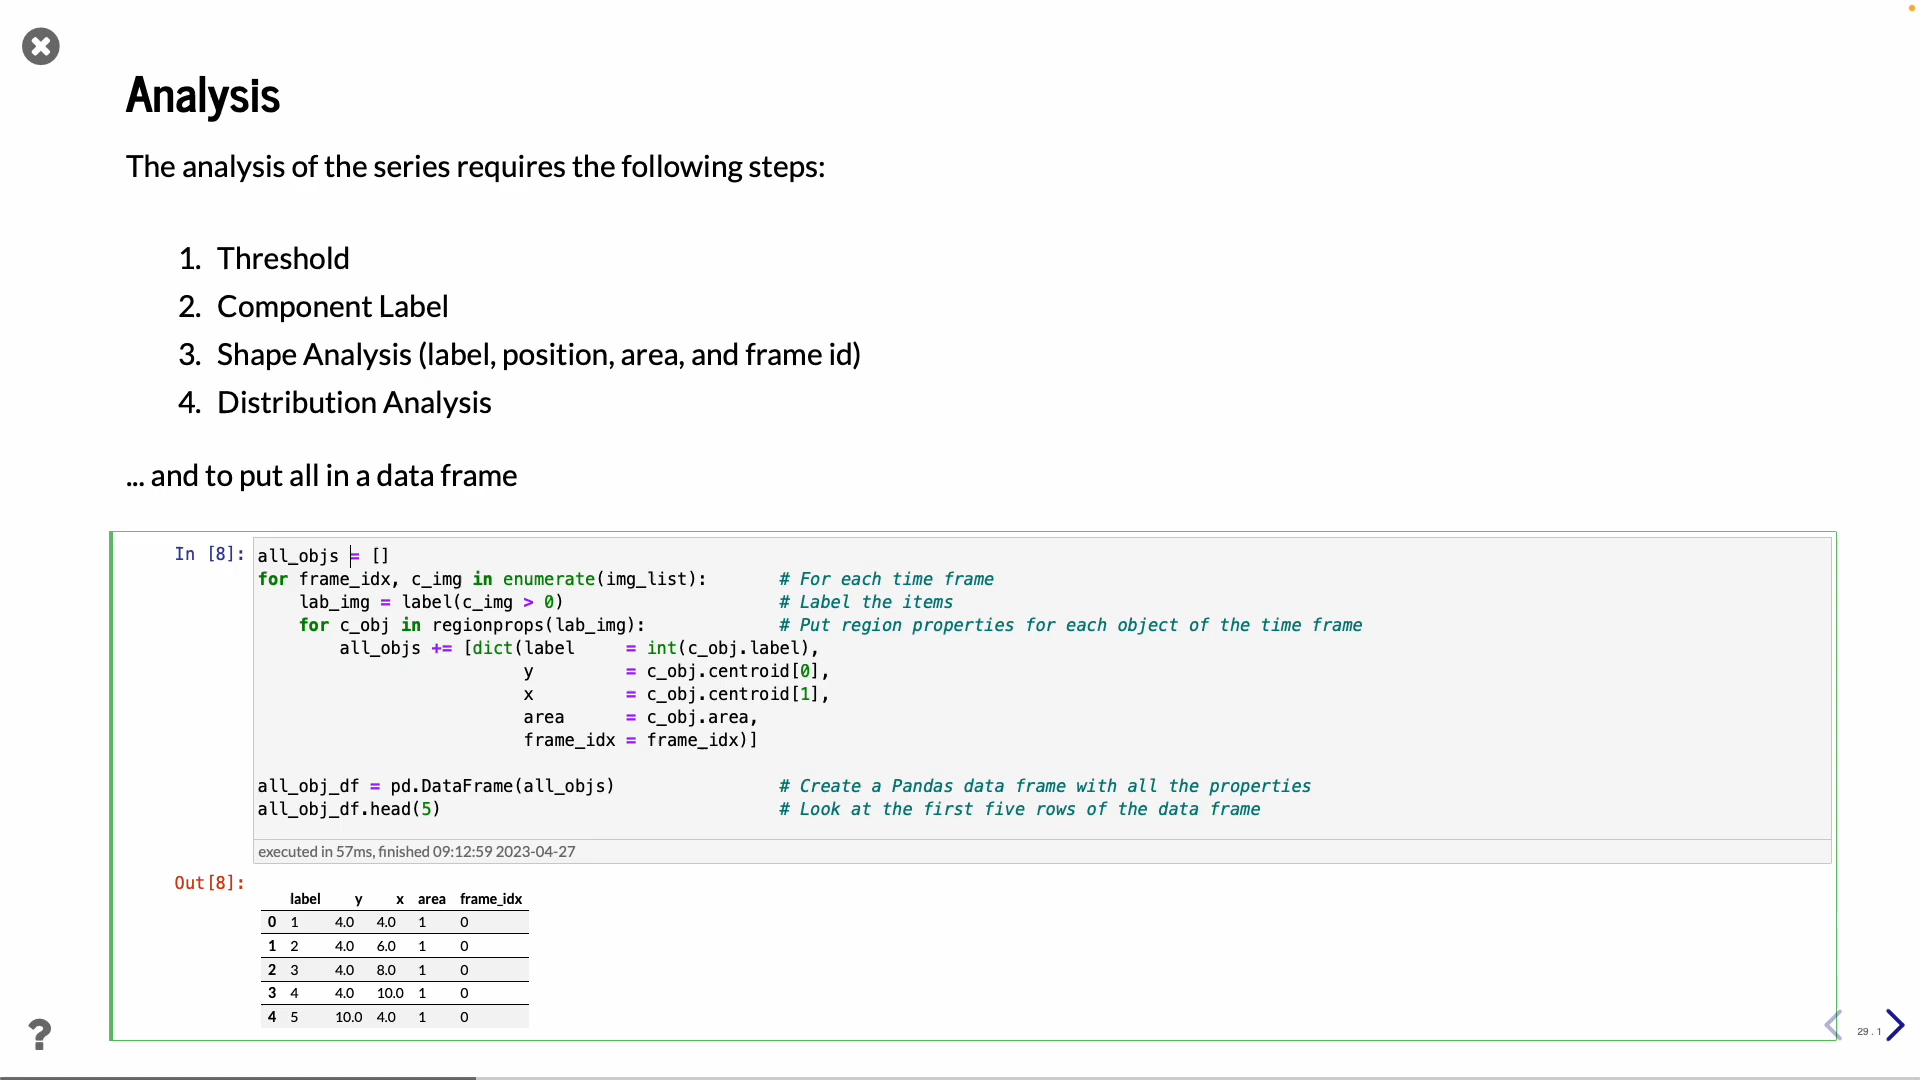 Analysis
The analysis of the series requires the following steps:
1. Threshold
2. Component Label
3. Shape Analysis (label, position, area, and frame id)
4. Distribution Analysis
... and to put all in a data frame
In [8]: all_objs = []
for frame_idx, c_img in enumerate(img_list):       # For each time frame
    lab_img = label(c_img > 0)                     # Label the items
    for c_obj in regionprops(lab_img):             # Put region properties for each object of the time frame
        all_objs += [dict(label     = int(c_obj.label),
                          y         = c_obj.centroid[0],
                          x         = c_obj.centroid[1],
                          area      = c_obj.area,
                          frame_idx = frame_idx)]
all_obj_df = pd.DataFrame(all_objs)                # Create a Pandas data frame with all the properties
all_obj_df.head(5)                                 # Look at the first five rows of the data frame
executed in 57ms, finished 09:12:59 2023-04-27
Out[8]:
label y x area frame_idx
0 1 4.0 4.0 1 0
1 2 4.0 6.0 1 0
2 3 4.0 8.0 1 0
3 4 4.0 10.0 1 0
4 5 10.0 4.0 1 0
?
29 . 1